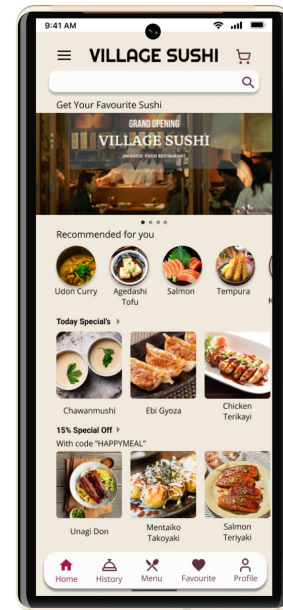 9:41 AM
VILLAGE SUSHI
Get Your Favourite Sushi
GRAND OPENING
VILLAGE SUSHI
JAPANESE FOOD RESTAURANT
Recommended for you
Udon Curry
Agedashi
Tofu
Salmon
Tempura
K
Today Special's
Chawanmushi
Ebi Gyoza
Chicken
Terikayi
15% Special Off
With code "HAPPYMEAL"
Unagi Don
Mentaiko
Takoyaki
Salmon
Teriyaki
Home
History
Menu
Favourite
Profile